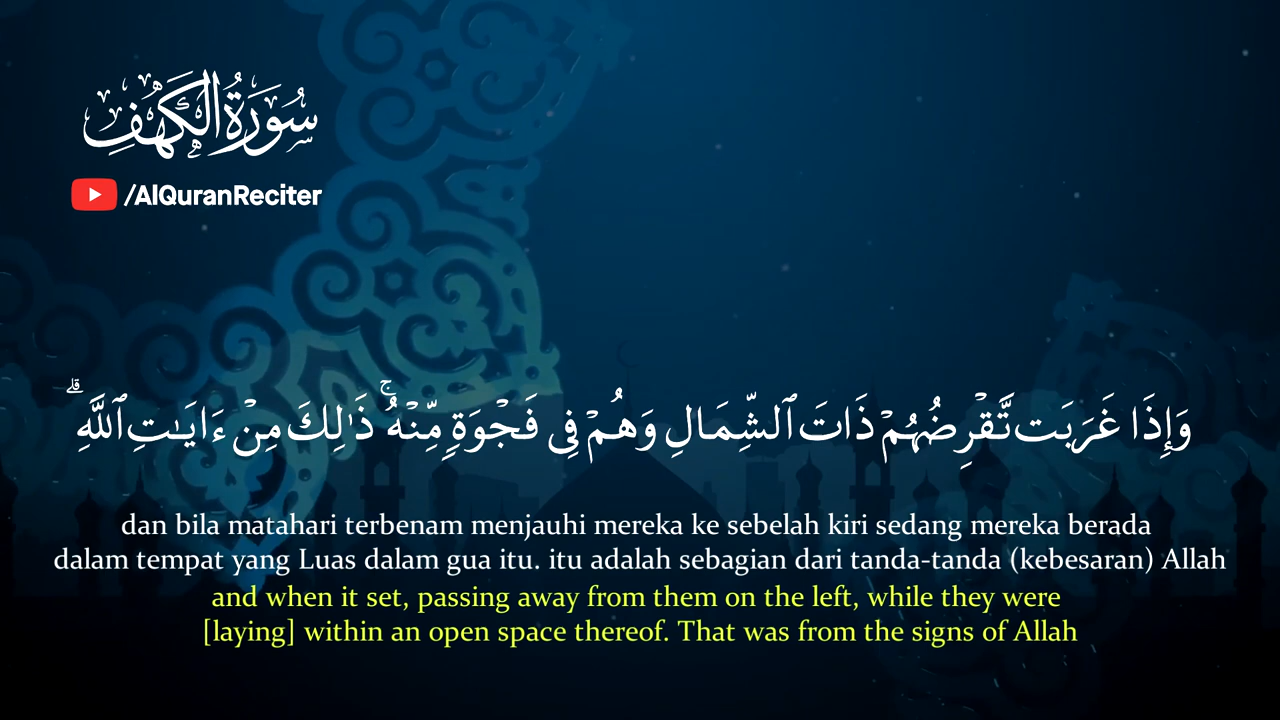 سُورَةُ الْكَهْفِ
/AlQuranReciter
وَإِذَا غَرَبَت تَّقْرِضُهُمْ ذَاتَ ٱلشِّمَالِ وَهُمْ فِى فَجْوَةٍ مِّنْهُ ۚ ذَٰلِكَ مِنْ ءَايَـٰتِ ٱللَّهِ ۗ
dan bila matahari terbenam menjauhi mereka ke sebelah kiri sedang mereka berada
dalam tempat yang Luas dalam gua itu. itu adalah sebagian dari tanda-tanda (kebesaran) Allah
and when it set, passing away from them on the left, while they were
[laying] within an open space thereof. That was from the signs of Allah